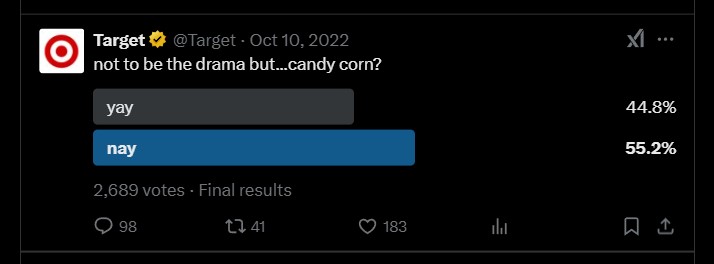 Target @Target · Oct 10, 2022
not to be the drama but...candy corn?
yay 44.8%
nay 55.2%
2,689 votes · Final results
98 41 183